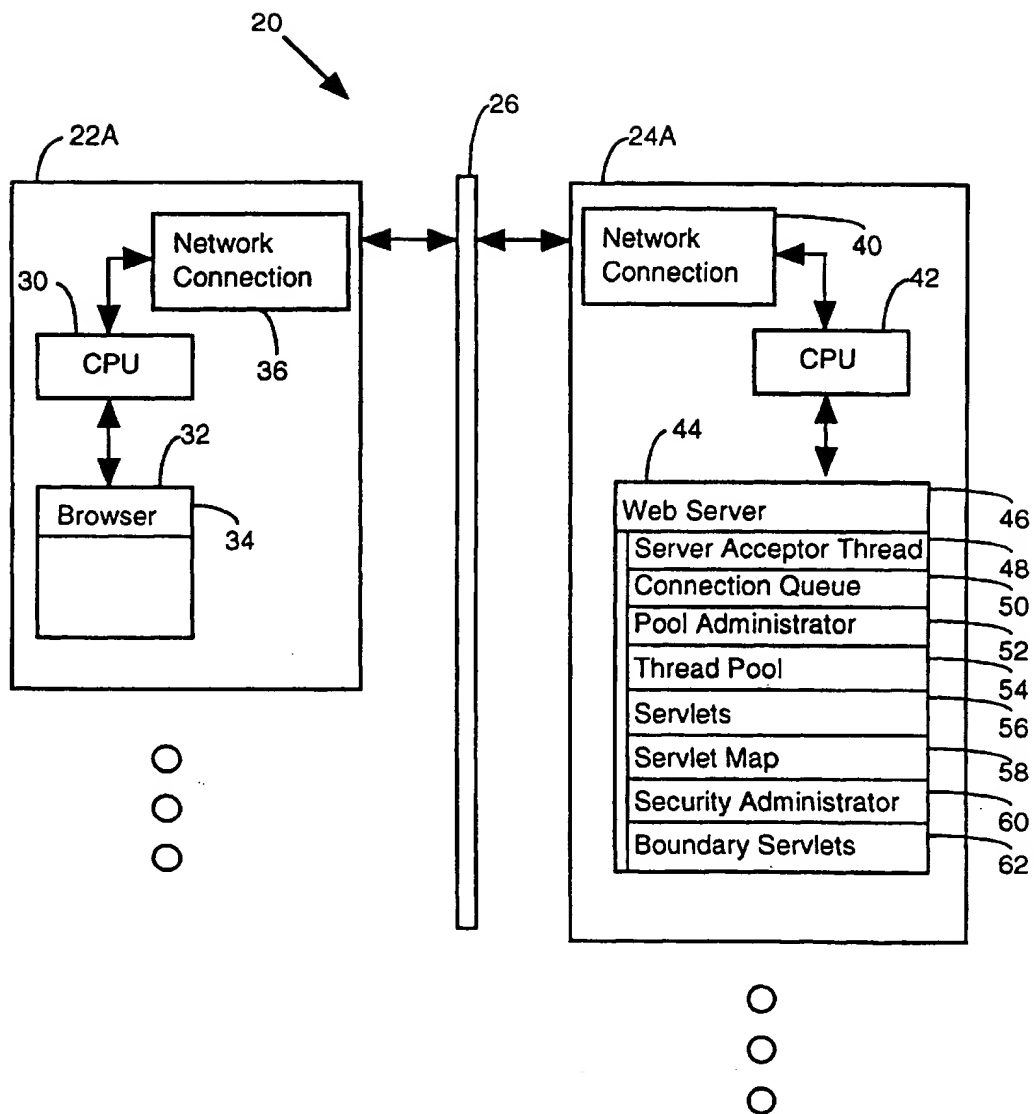 20
26
22A
24A
Network
Connection
36
30
CPU
32
Browser
34
Network
Connection
40
42
CPU
44
Web Server
46
Server Acceptor Thread
48
Connection Queue
50
Pool Administrator
52
Thread Pool
54
Servlets
56
Servlet Map
58
Security Administrator
60
Boundary Servlets
62